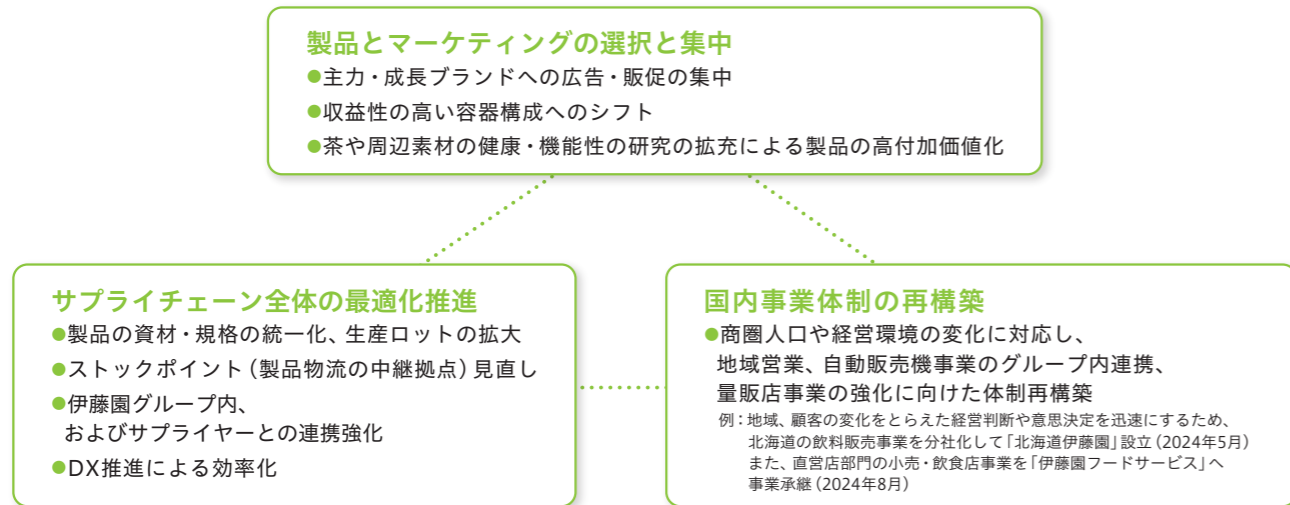 製品とマーケティングの選択と集中
●主力・成長ブランドへの広告・販促の集中
●収益性の高い容器構成へのシフト
●茶や周辺素材の健康・機能性の研究の拡充による製品の高付加価値化
サプライチェーン全体の最適化推進
●製品の資材・規格の統一化、生産ロットの拡大
●ストックポイント（製品物流の中継拠点）見直し
●伊藤園グループ内、
およびサプライヤーとの連携強化
●DX推進による効率化
国内事業体制の再構築
●商圏人口や経営環境の変化に対応し、
地域営業、自動販売機事業のグループ内連携、
量販店事業の強化に向けた体制再構築
例：地域、顧客の変化をとらえた経営判断や意思決定を迅速にするため、
北海道の飲料販売事業を分社化して「北海道伊藤園」設立（2024年5月）
また、直営店部門の小売・飲食店事業を「伊藤園フードサービス」へ
事業承継（2024年8月）